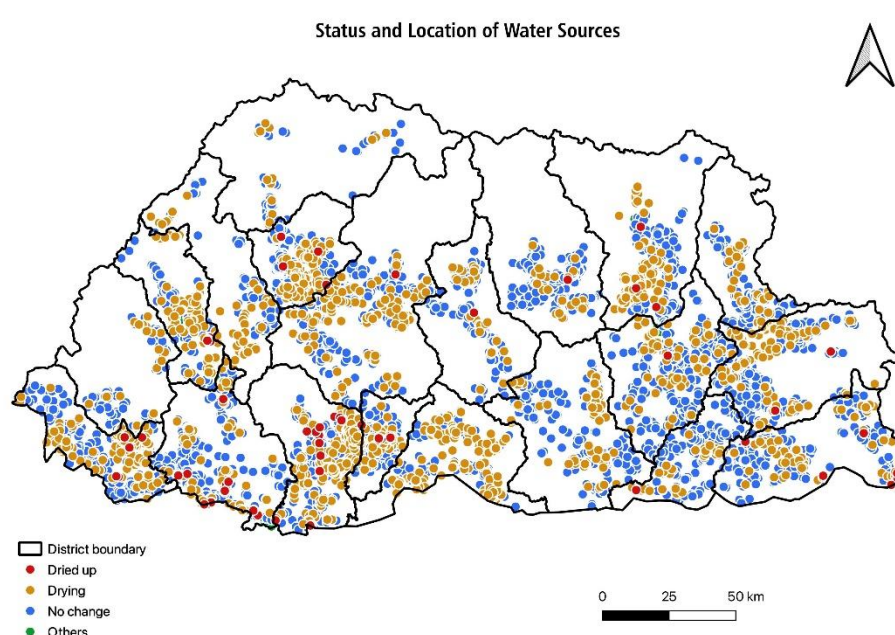 Status and Location of Water Sources
District boundary
Dried up
Drying
No change
Others
0 25 50 km